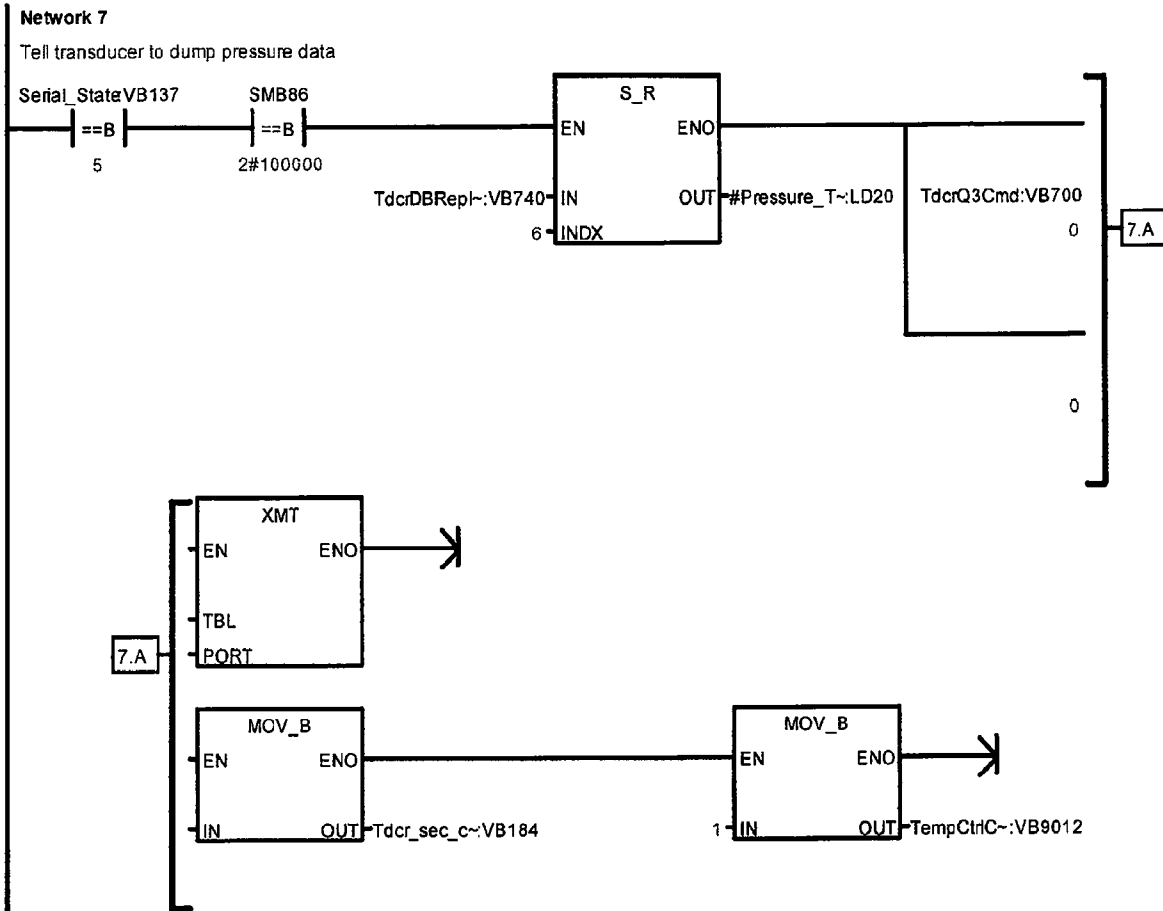 Network 7
Tell transducer to dump pressure data
Serial_State:VB137 SMB86
==B ==B
5 2#100000
S_R
EN ENO
TdcrDBRepl~:VB740 IN OUT #Pressure_T~:LD20
6 INDX
TdcrQ3Cmd:VB700
0
7.A
0
XMT
EN ENO
TBL
7.A
PORT
MOV_B
EN ENO
IN OUT Tdcr_sec_c~:VB184
MOV_B
EN ENO
1 IN OUT TempCtrlC~:VB9012